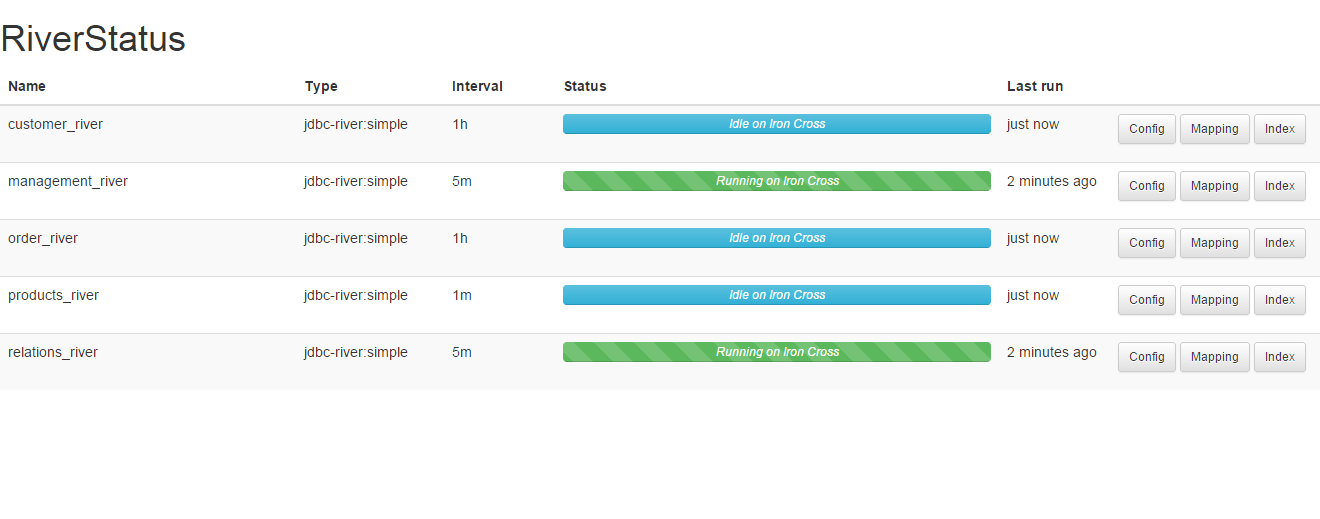 RiverStatus
Name Type Interval Status Last run
customer_river jdbc-river:simple 1h Idle on Iron Cross just now Config Mapping Index
management_river jdbc-river:simple 5m Running on Iron Cross 2 minutes ago Config Mapping Index
order_river jdbc-river:simple 1h Idle on Iron Cross just now Config Mapping Index
products_river jdbc-river:simple 1m Idle on Iron Cross just now Config Mapping Index
relations_river jdbc-river:simple 5m Running on Iron Cross 2 minutes ago Config Mapping Index